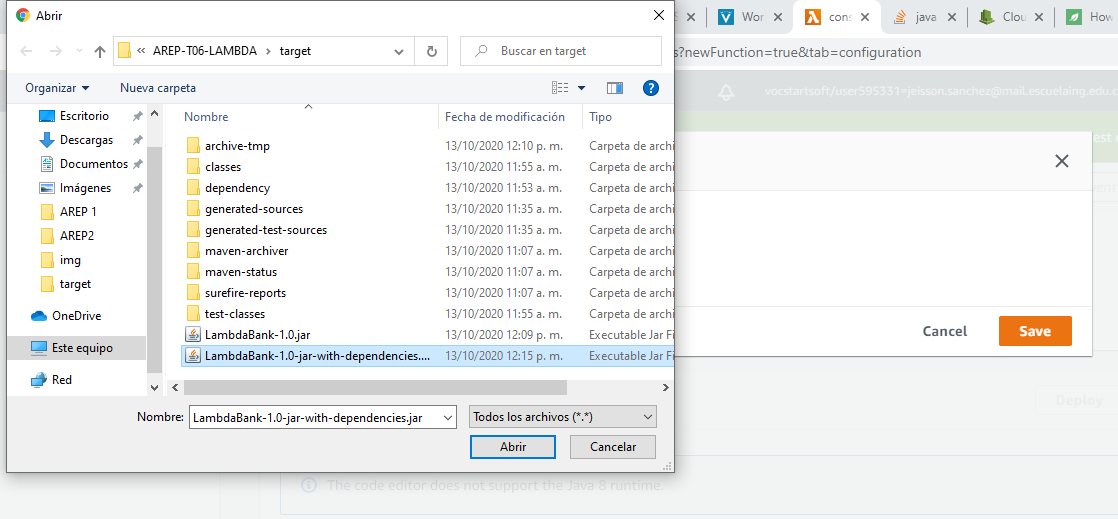 Abrir
Wor
cons
java
Clou
How
« AREP-T06-LAMBDA > target
Buscar en target
s?newFunction=true&tab=configuration
Organizar
Nueva carpeta
vocstartsoft/user595331=jeisson.sanchez@mail.escuelaing.edu.c
Nombre
Fecha de modificación
Tipo
Escritorio
Descargas
Documentos
Imágenes
AREP 1
AREP2
img
target
OneDrive
Este equipo
Red
archive-tmp 13/10/2020 12:10 p. m. Carpeta de archi
classes 13/10/2020 11:55 a. m. Carpeta de archi
dependency 13/10/2020 11:53 a. m. Carpeta de archi
generated-sources 13/10/2020 11:35 a. m. Carpeta de archi
generated-test-sources 13/10/2020 11:35 a. m. Carpeta de archi
maven-archiver 13/10/2020 11:07 a. m. Carpeta de archi
maven-status 13/10/2020 11:07 a. m. Carpeta de archi
surefire-reports 13/10/2020 11:07 a. m. Carpeta de archi
test-classes 13/10/2020 11:55 a. m. Carpeta de archi
LambdaBank-1.0.jar 13/10/2020 12:09 p. m. Executable Jar Fi
LambdaBank-1.0-jar-with-dependencies.... 13/10/2020 12:15 p. m. Executable Jar Fi
Cancel
Save
Nombre:
LambdaBank-1.0-jar-with-dependencies.jar
Todos los archivos (*.*)
Deploy
Abrir
Cancelar
The code editor does not support the Java 8 runtime.